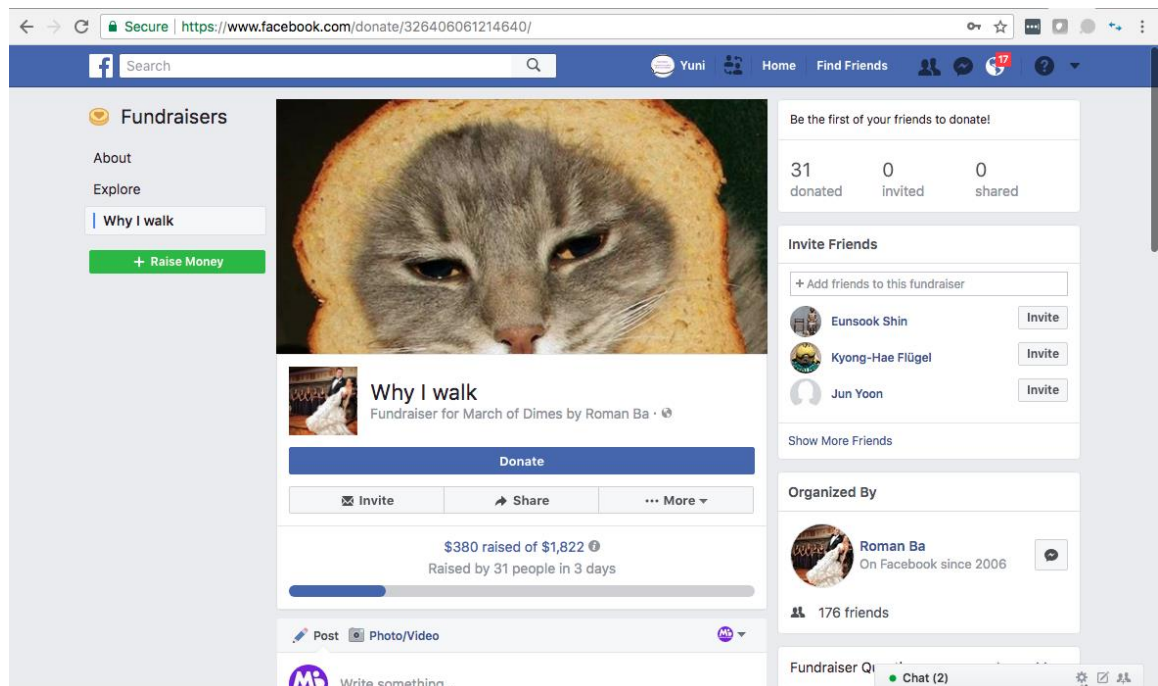 Secure | https://www.facebook.com/donate/326406061214640/
f Search Yuni Home Find Friends 17 ?
Fundraisers
About
Explore
Why I walk
+ Raise Money
Why I walk
Fundraiser for March of Dimes by Roman Ba ·
Donate
Invite Share ··· More
$380 raised of $1,822
Raised by 31 people in 3 days
Post Photo/Video
Write something
Be the first of your friends to donate!
31 0 0
donated invited shared
Invite Friends
+ Add friends to this fundraiser
Eunsook Shin Invite
Kyong-Hae Flügel Invite
Jun Yoon Invite
Show More Friends
Organized By
Roman Ba
On Facebook since 2006
176 friends
Fundraiser
Chat (2)